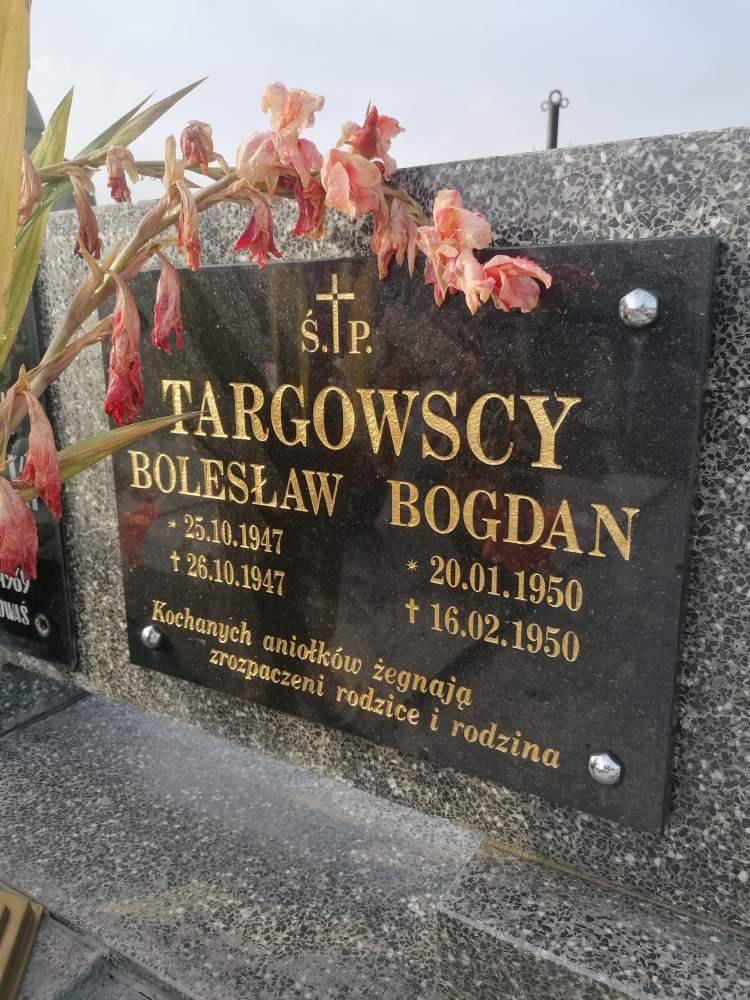 Ś.P.
TARGOWSCY
BOLESŁAW BOGDAN
* 25.10.1947 * 20.01.1950
† 26.10.1947 † 16.02.1950
Kochanych aniołków żegnają
zrozpaczeni rodzice i rodzina